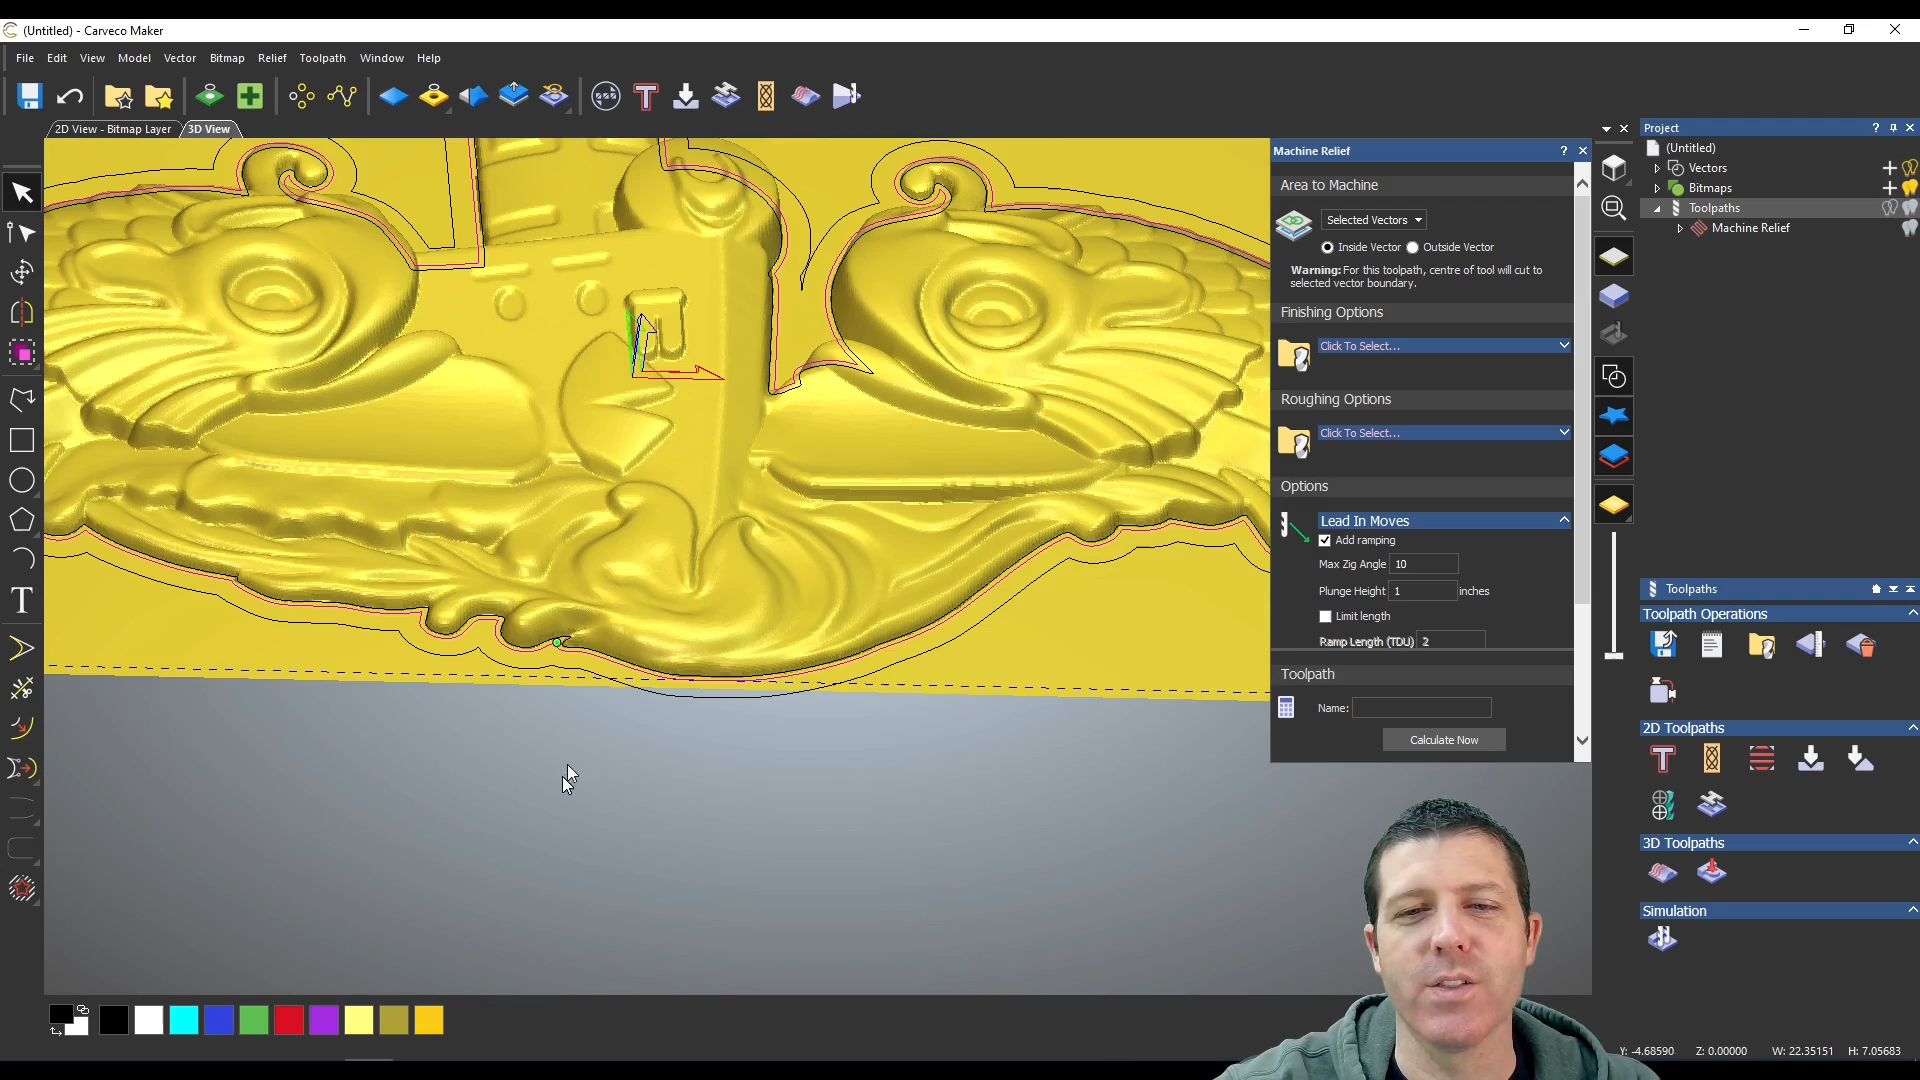 (Untitled) - Carveco Maker
File Edit View Model Vector Bitmap Relief Toolpath Window Help
2D View - Bitmap Layer 3D View
Machine Relief ?
Area to Machine
Selected Vectors
Inside Vector Outside Vector
Warning: For this toolpath, centre of tool will cut to
selected vector boundary.
Finishing Options
Click To Select...
Roughing Options
Click To Select...
Options
Lead In Moves
Add ramping
Max Zig Angle 10
Plunge Height 1 inches
Limit length
Ramp Length (TDU) 2
Toolpath
Name:
Calculate Now
Project ?
(Untitled)
Vectors
Bitmaps
Toolpaths
Machine Relief
Toolpaths
Toolpath Operations
2D Toolpaths
3D Toolpaths
Simulation
Y: -4.68590 Z: 0.00000 W: 22.35151 H: 7.05683